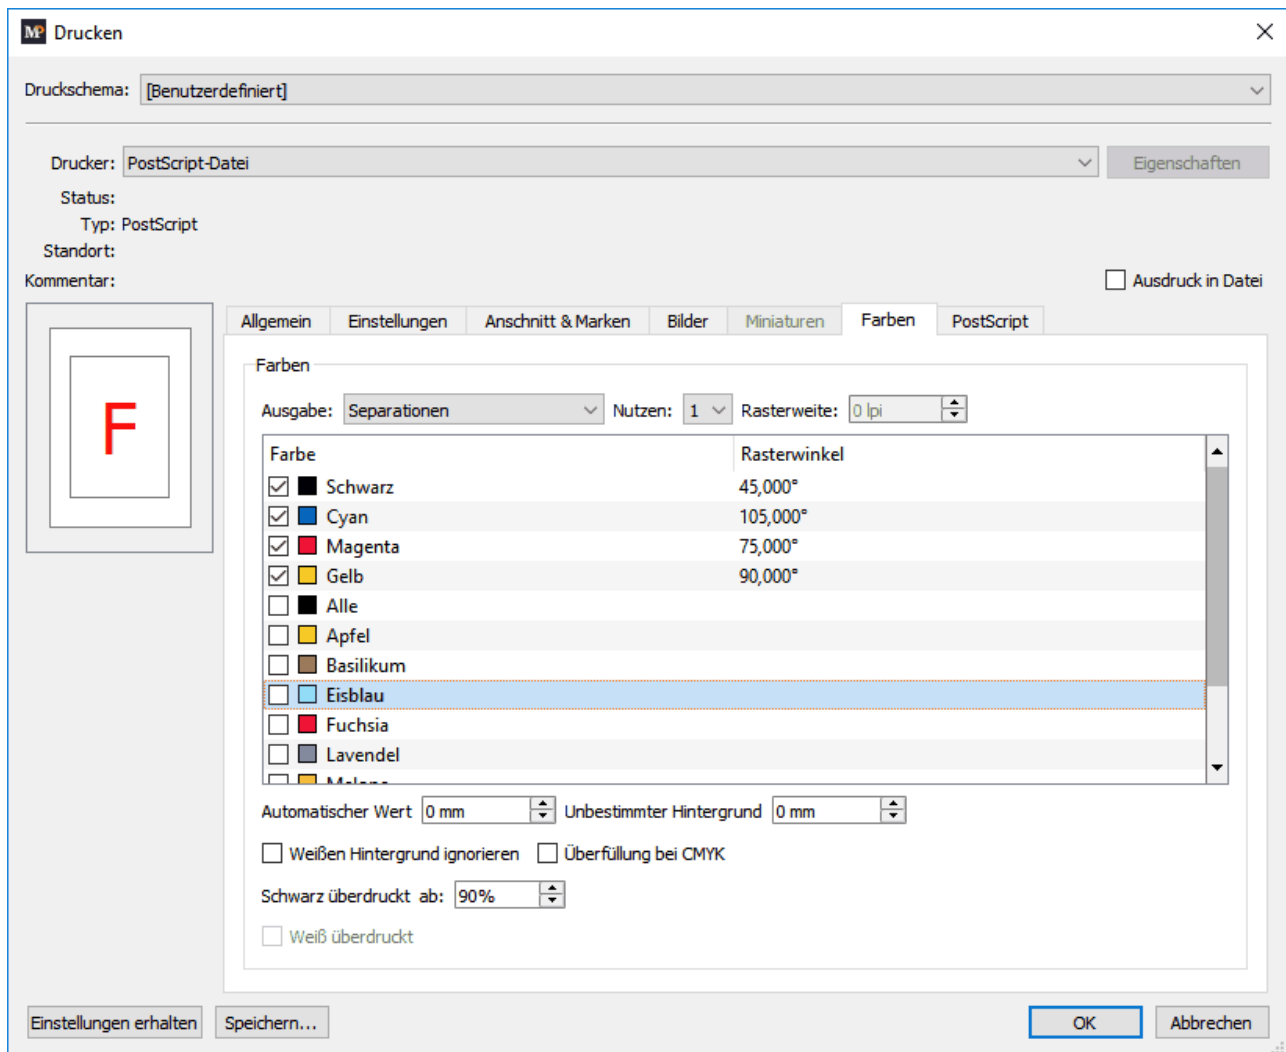 MP Drucken
Druckschema: [Benutzerdefiniert]
Drucker: PostScript-Datei Eigenschaften
Status:
Typ: PostScript
Standort:
Kommentar: Ausdruck in Datei
Allgemein Einstellungen Anschnitt & Marken Bilder Miniaturen Farben PostScript
F
Farben
Ausgabe: Separationen Nutzen: 1 Rasterweite: 0 lpi
Farbe Rasterwinkel
Schwarz 45,000°
Cyan 105,000°
Magenta 75,000°
Gelb 90,000°
Alle
Apfel
Basilikum
Eisblau
Fuchsia
Lavendel
Automatischer Wert 0 mm Unbestimmter Hintergrund 0 mm
Weißen Hintergrund ignorieren Überfüllung bei CMYK
Schwarz überdruckt ab: 90%
Weiß überdruckt
Einstellungen erhalten Speichern... OK Abbrechen